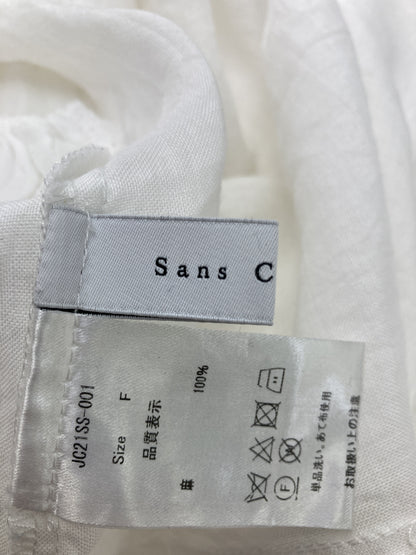 Sans C
JC21SS-001
Size F
品質表示
麻 100%
単品洗い。あて布使用
お取扱い上の注意